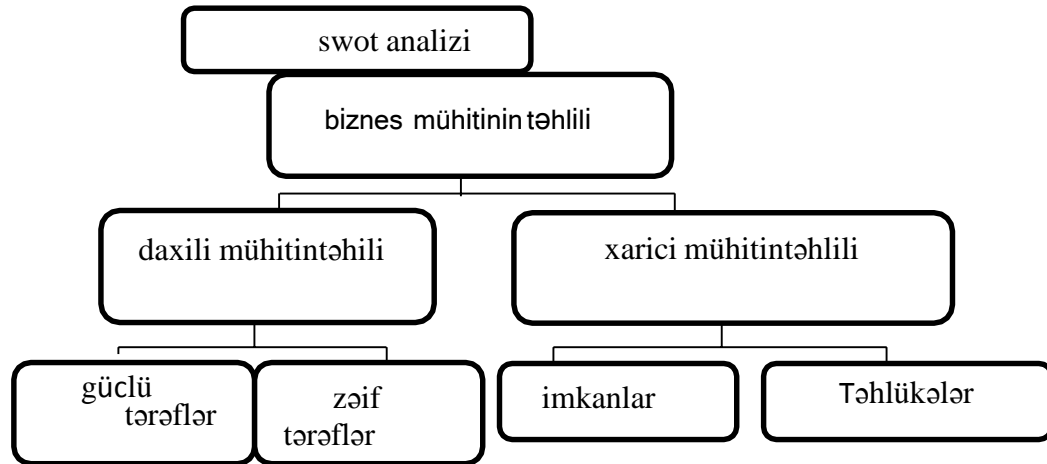 swot analizi
biznes mühitinin təhlili
daxili mühitintəhili
xarici mühitintəhlili
güclü
tərəflər
zəif
tərəflər
imkanlar
Təhlükələr